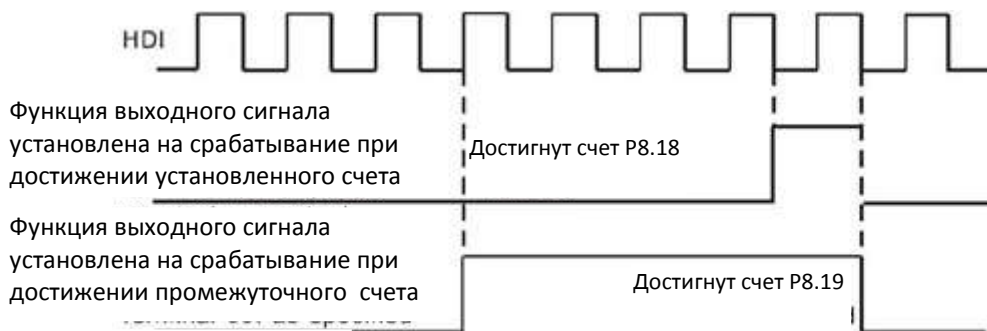 HDI
Функция выходного сигнала
установлена на срабатывание при
достижении установленного счета
Достигнут счет P8.18
Функция выходного сигнала
установлена на срабатывание при
достижении промежуточного счета
Достигнут счет P8.19